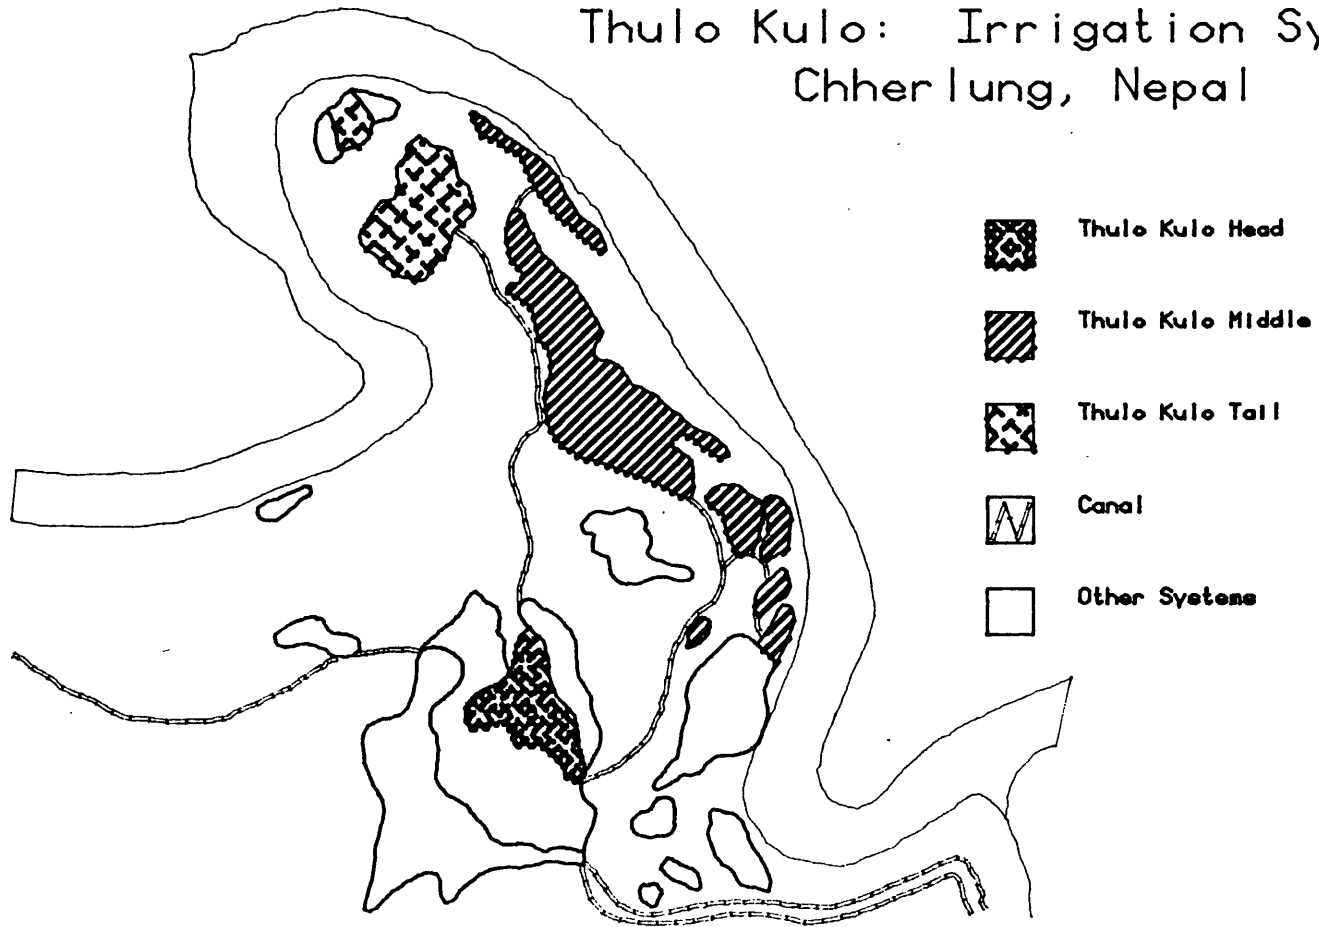 Thulo Kulo: Irrigation Sy
Chherlung, Nepal
Thulo Kulo Head
Thulo Kulo Middle
Thulo Kulo Tail
Canal
Other Systems